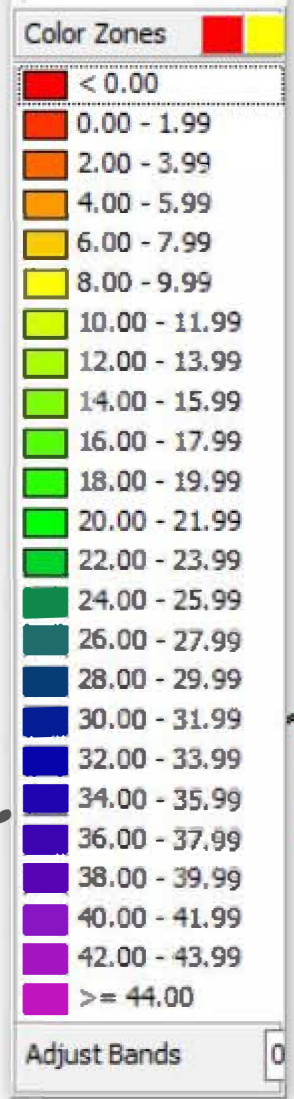 Color Zones
< 0.00
0.00 - 1.99
2.00 - 3.99
4.00 - 5.99
6.00 - 7.99
8.00 - 9.99
10.00 - 11.99
12.00 - 13.99
14.00 - 15.99
16.00 - 17.99
18.00 - 19.99
20.00 - 21.99
22.00 - 23.99
24.00 - 25.99
26.00 - 27.99
28.00 - 29.99
30.00 - 31.99
32.00 - 33.99
34.00 - 35.99
36.00 - 37.99
38.00 - 39.99
40.00 - 41.99
42.00 - 43.99
>= 44.00
Adjust Bands 0